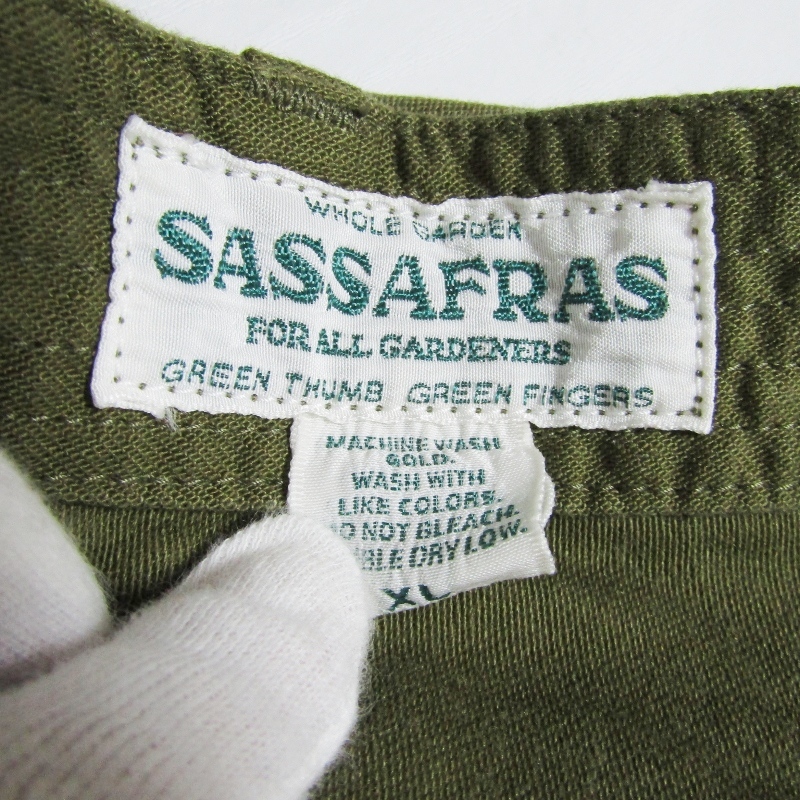 WHOLE GARDEN
SASSAFRAS
FOR ALL GARDENERS
GREEN THUMB GREEN FINGERS
MACHINE WASH
COLD.
WASH WITH
LIKE COLORS.
DO NOT BLEACH.
DRY LOW.
XL